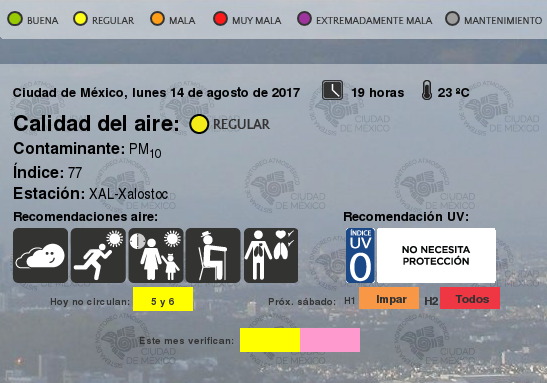 BUENA REGULAR MALA MUY MALA EXTREMADAMENTE MALA MANTENIMIENTO
Ciudad de México, lunes 14 de agosto de 2017 19 horas 23 ºC
Calidad del aire: REGULAR
Contaminante: PM10
Índice: 77
Estación: XAL-Xalostoc
Recomendaciones aire: Recomendación UV:
ÍNDICE
UV
0
NO NECESITA
PROTECCIÓN
Hoy no circulan: 5 y 6 Próx. sábado: H1 Impar H2 Todos
Este mes verifican:
CIUDAD
DE MÉXICO